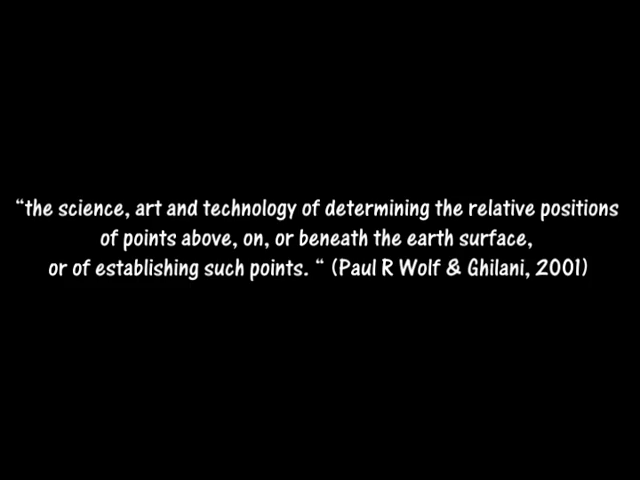 “the science, art and technology of determining the relative positions
of points above, on, or beneath the earth surface,
or of establishing such points. “ (Paul R Wolf & Ghilani, 2001)